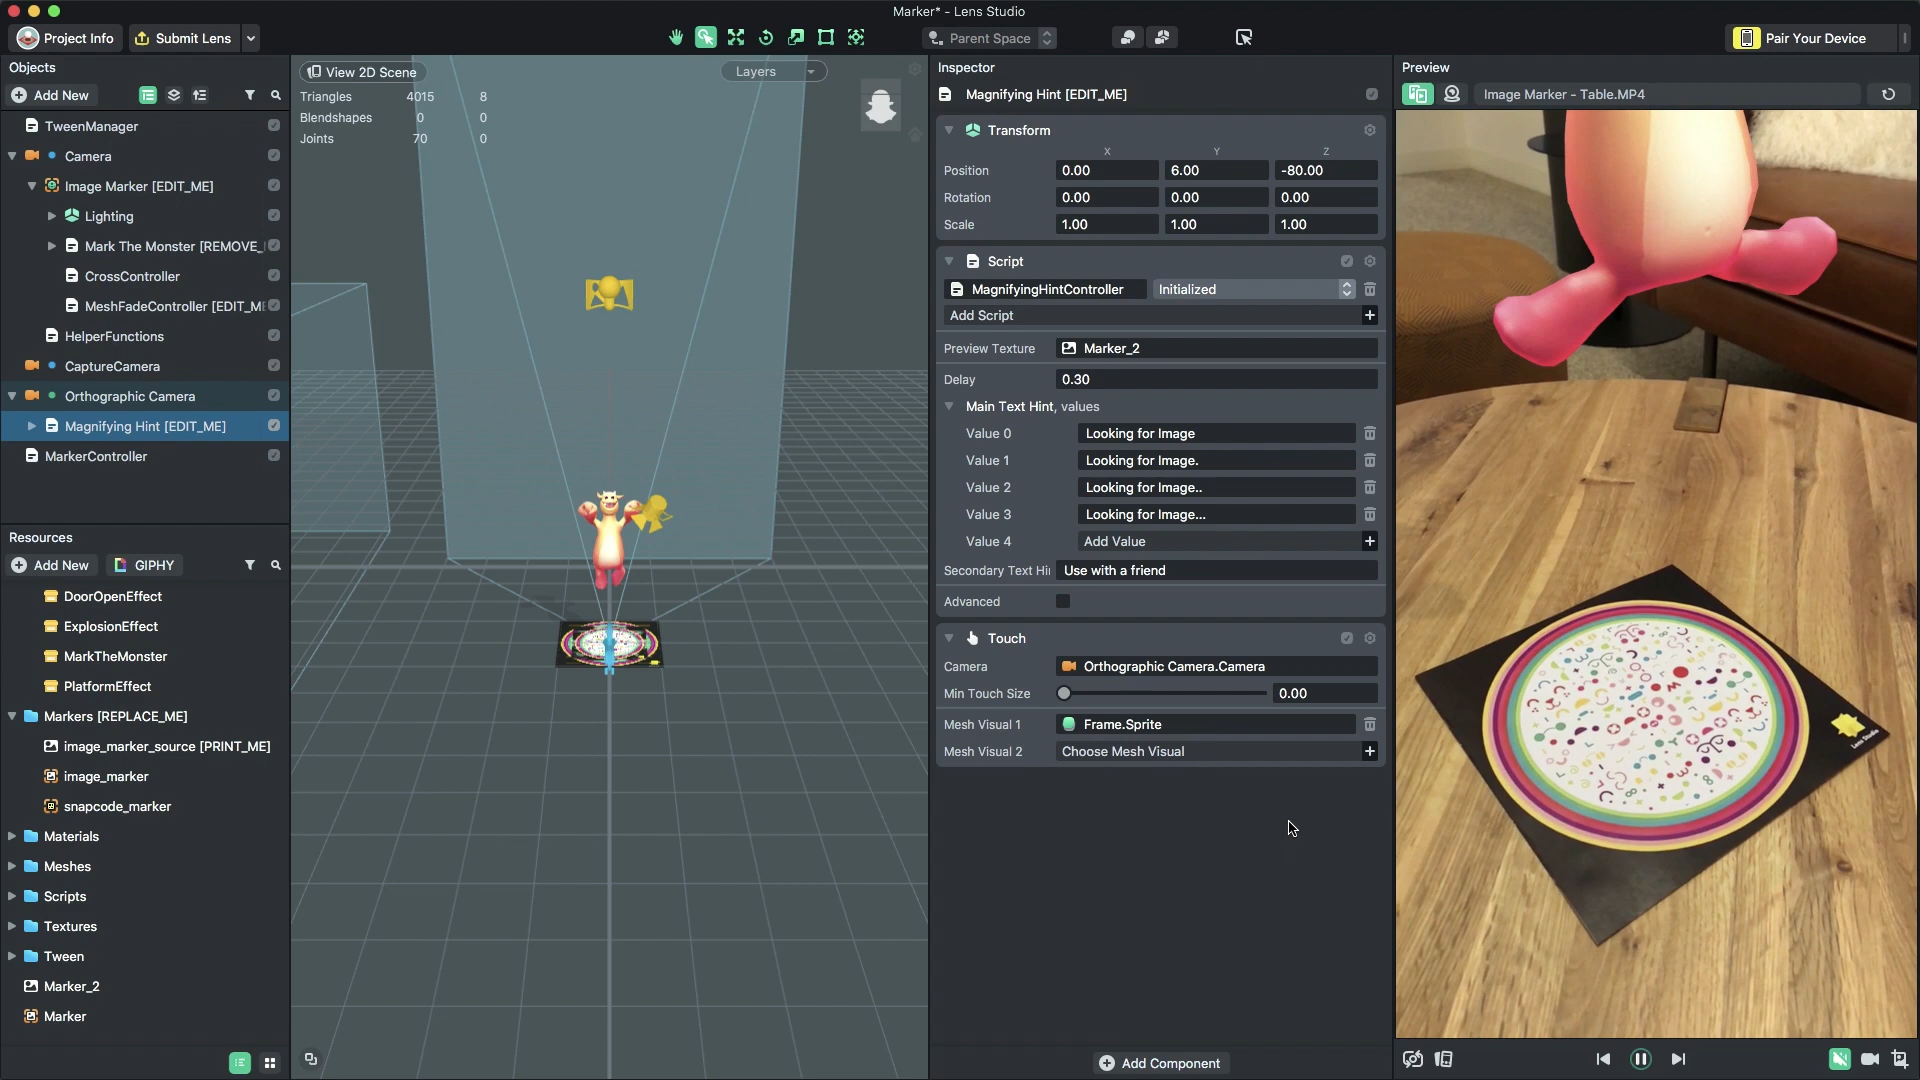 Marker* - Lens Studio
Project Info
Submit Lens
Parent Space
Pair Your Device
Objects
Add New
TweenManager
Camera
Image Marker [EDIT_ME]
Lighting
Mark The Monster [REMOVE_
CrossController
MeshFadeController [EDIT_ME
HelperFunctions
CaptureCamera
Orthographic Camera
Magnifying Hint [EDIT_ME]
MarkerController
Resources
Add New
GIPHY
DoorOpenEffect
ExplosionEffect
MarkTheMonster
PlatformEffect
Markers [REPLACE_ME]
image_marker_source [PRINT_ME]
image_marker
snapcode_marker
Materials
Meshes
Scripts
Textures
Tween
Marker_2
Marker
View 2D Scene
Layers
Triangles 4015 8
Blendshapes 0 0
Joints 70 0
Inspector
Magnifying Hint [EDIT_ME]
Transform
X Y Z
Position 0.00 6.00 -80.00
Rotation 0.00 0.00 0.00
Scale 1.00 1.00 1.00
Script
MagnifyingHintController Initialized
Add Script
Preview Texture Marker_2
Delay 0.30
Main Text Hint, values
Value 0 Looking for Image
Value 1 Looking for Image.
Value 2 Looking for Image..
Value 3 Looking for Image...
Value 4 Add Value
Secondary Text Hi Use with a friend
Advanced
Touch
Camera Orthographic Camera.Camera
Min Touch Size 0.00
Mesh Visual 1 Frame.Sprite
Mesh Visual 2 Choose Mesh Visual
Add Component
Preview
Image Marker - Table.MP4
Lens Studio